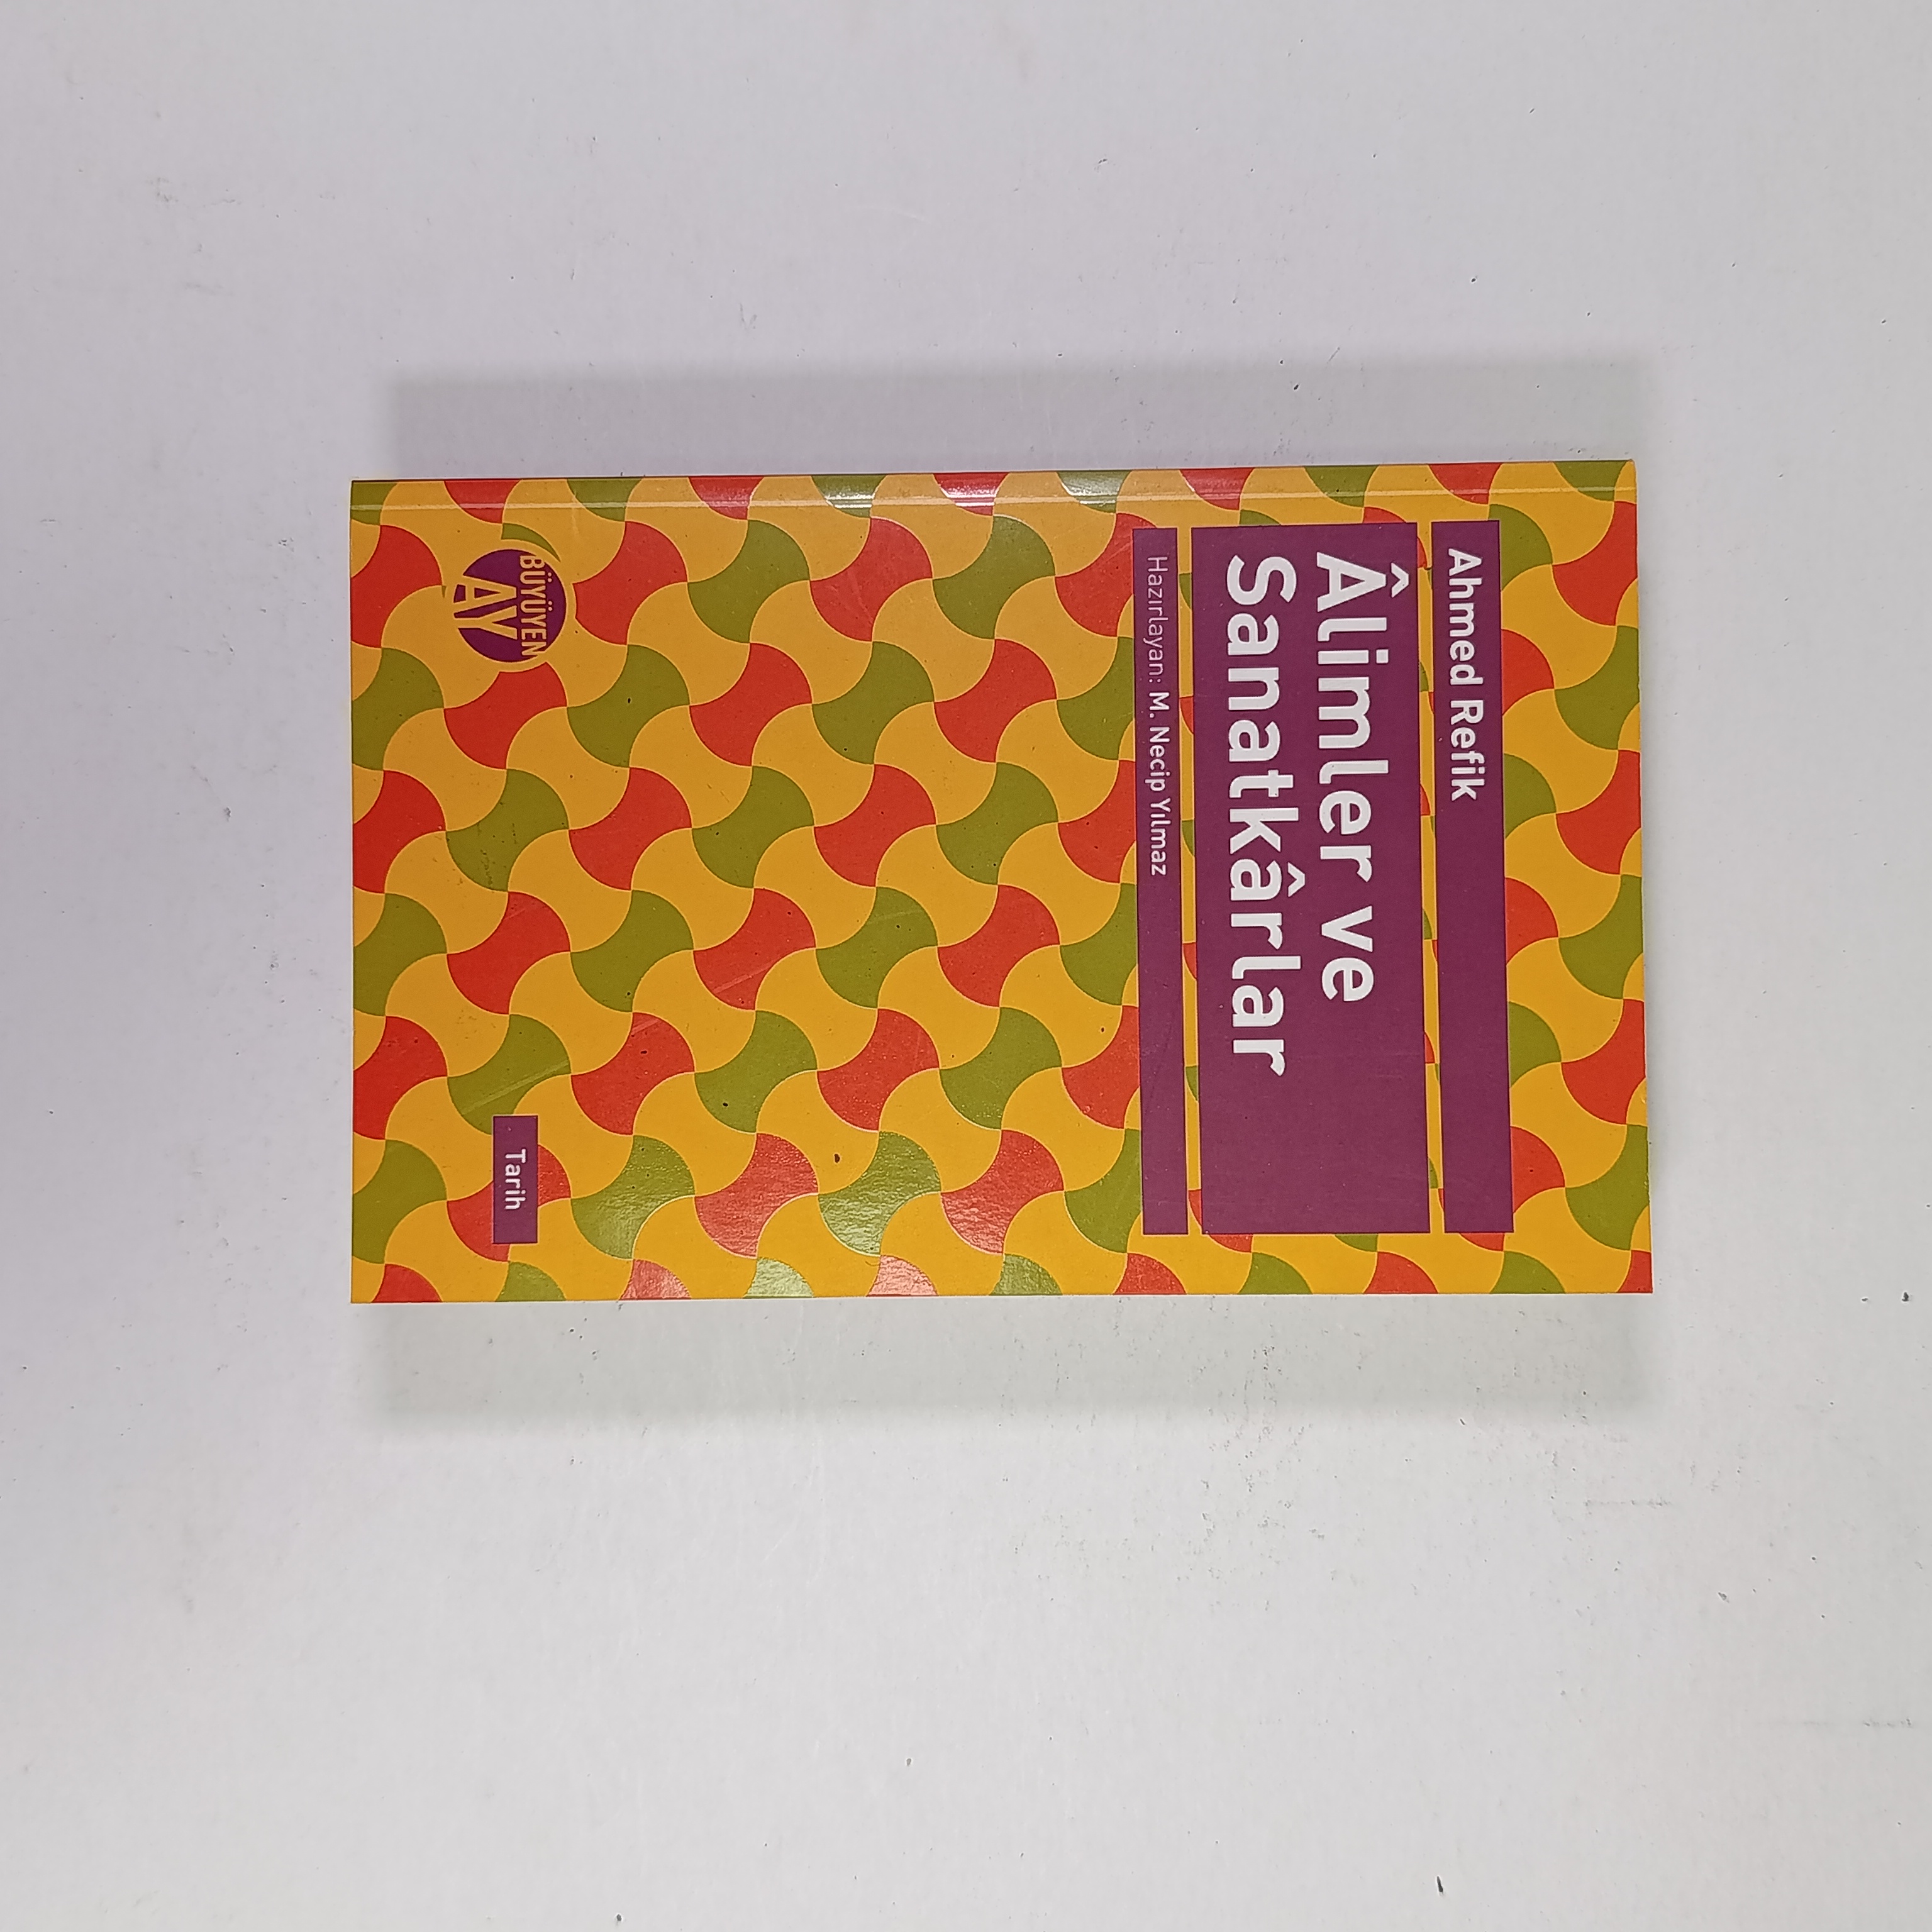 Ahmed Refik
Âlimler ve
Sanatkârlar
Hazırlayan: M. Necip Yılmaz
BÜYÜYEN
AY
Tarih